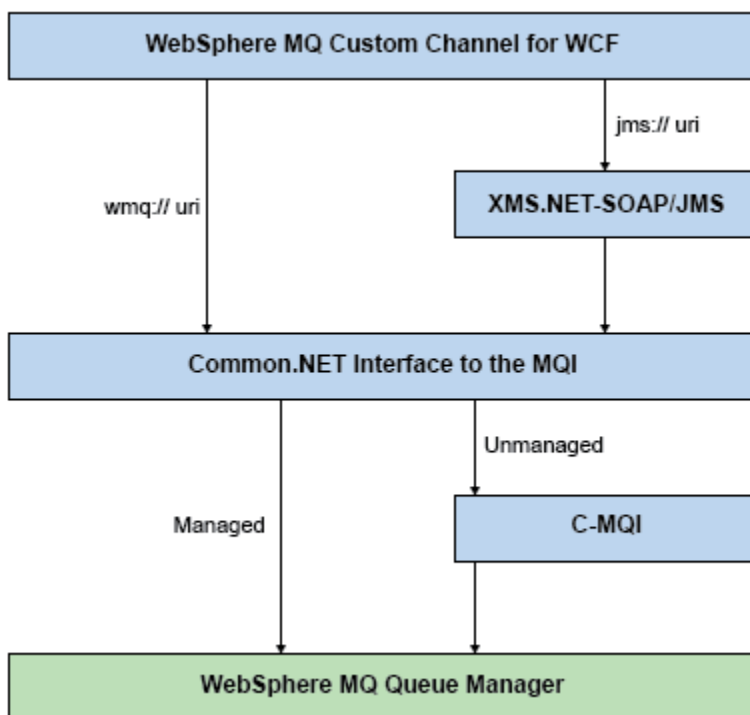 WebSphere MQ Custom Channel for WCF
jms:// uri
wmq:// uri
XMS.NET-SOAP/JMS
Common.NET Interface to the MQI
Unmanaged
Managed
C-MQI
WebSphere MQ Queue Manager